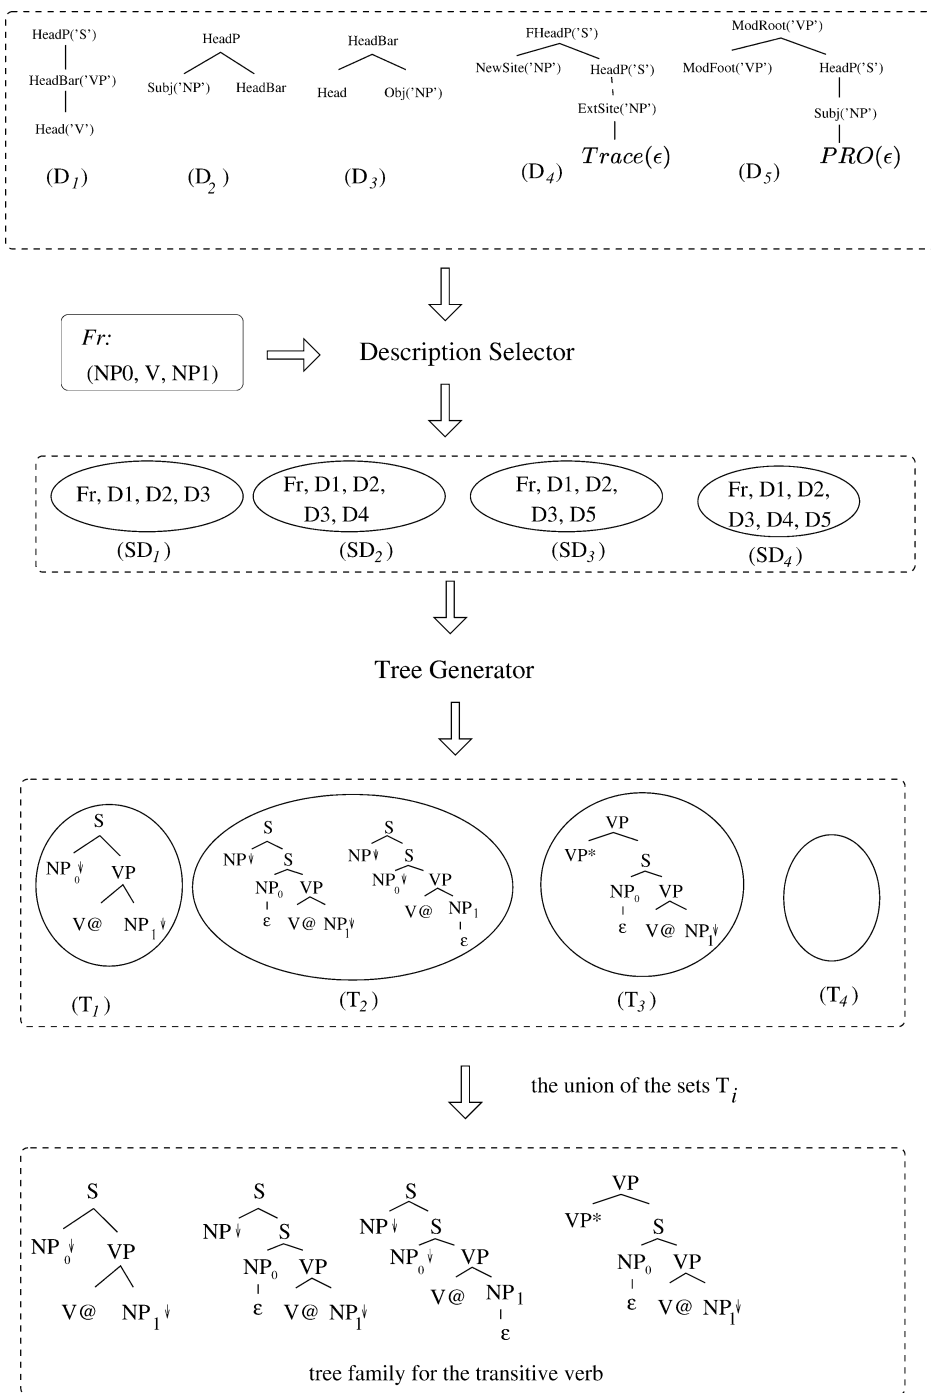 HeadP('S')
HeadBar('VP')
Head('V')
(D1)
HeadP
Subj('NP') HeadBar
(D2)
HeadBar
Head Obj('NP')
(D3)
FHeadP('S')
NewSite('NP') HeadP('S')
ExtSite('NP')
Trace(ϵ)
(D4)
ModRoot('VP')
ModFoot('VP') HeadP('S')
Subj('NP')
PRO(ϵ)
(D5)
Fr:
(NP0, V, NP1)
Description Selector
Fr, D1, D2, D3
(SD1)
Fr, D1, D2,
D3, D4
(SD2)
Fr, D1, D2,
D3, D5
(SD3)
Fr, D1, D2,
D3, D4, D5
(SD4)
Tree Generator
S
NP0↓ VP
V@ NP1↓
(T1)
S
NP↓ S
NP0 VP
ε V@ NP1↓
S
NP↓ S
NP0↓ VP
V@ NP1
ε
(T2)
VP
VP* S
NP0 VP
ε V@ NP1↓
(T3)
(T4)
the union of the sets Ti
S
NP0↓ VP
V@ NP1↓
S
NP↓ S
NP0 VP
ε V@ NP1↓
S
NP↓ S
NP0↓ VP
V@ NP1
ε
VP
VP* S
NP0 VP
ε V@ NP1↓
tree family for the transitive verb